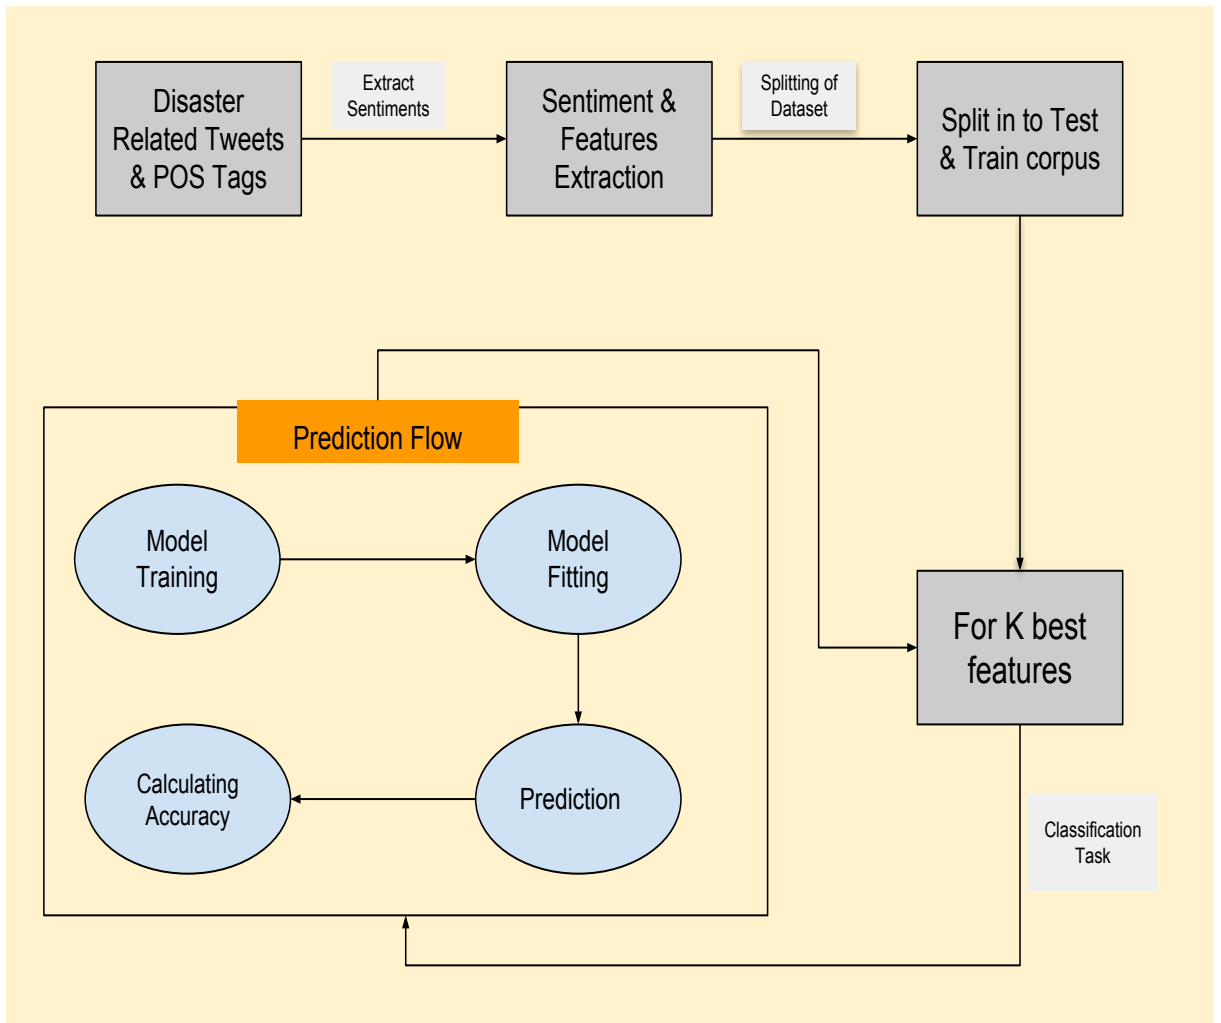 Disaster
Related Tweets
& POS Tags
Extract
Sentiments
Sentiment &
Features
Extraction
Splitting of
Dataset
Split in to Test
& Train corpus
Prediction Flow
Model
Training
Model
Fitting
For K best
features
Calculating
Accuracy
Prediction
Classification
Task